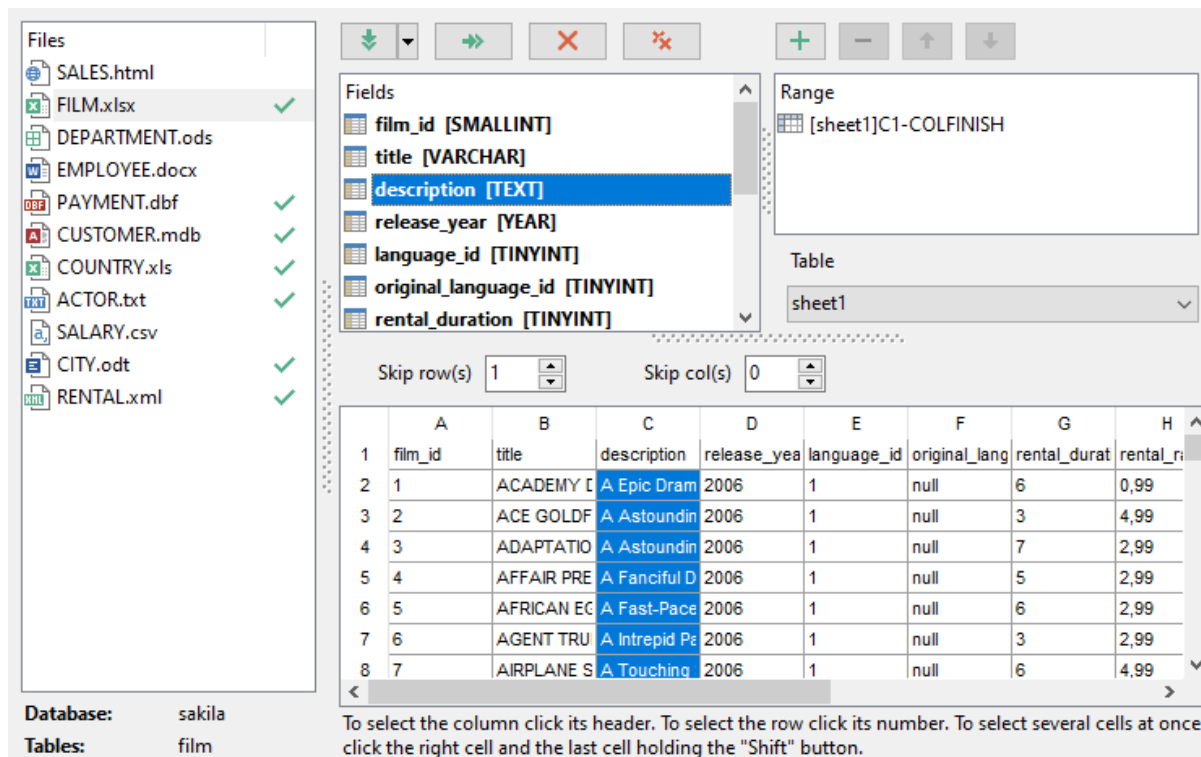 Files
SALES.html
FILM.xlsx
DEPARTMENT.ods
EMPLOYEE.docx
PAYMENT.dbf
CUSTOMER.mdb
COUNTRY.xls
ACTOR.txt
SALARY.csv
CITY.odt
RENTAL.xml
Database: sakila
Tables: film
Fields
film_id [SMALLINT]
title [VARCHAR]
description [TEXT]
release_year [YEAR]
language_id [TINYINT]
original_language_id [TINYINT]
rental_duration [TINYINT]
Range
[sheet1]C1-COLFINISH
Table
sheet1
Skip row(s) 1 Skip col(s) 0
A B C D E F G H
1 film_id title description release_yea language_id original_lang rental_durati rental_ra
2 1 ACADEMY D A Epic Dram 2006 1 null 6 0,99
3 2 ACE GOLDF A Astoundin 2006 1 null 3 4,99
4 3 ADAPTATIO A Astoundin 2006 1 null 7 2,99
5 4 AFFAIR PRE A Fanciful D 2006 1 null 5 2,99
6 5 AFRICAN EG A Fast-Pace 2006 1 null 6 2,99
7 6 AGENT TRU A Intrepid Pa 2006 1 null 3 2,99
8 7 AIRPLANE S A Touching 2006 1 null 6 4,99
To select the column click its header. To select the row click its number. To select several cells at once
click the right cell and the last cell holding the "Shift" button.